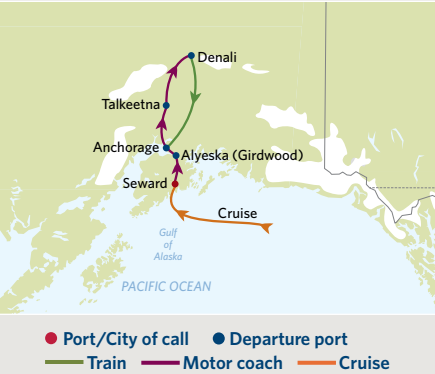 Denali
Talkeetna
Anchorage
Alyeska (Girdwood)
Seward
Cruise
Gulf
of
Alaska
PACIFIC OCEAN
Port/City of call Departure port
Train Motor coach Cruise